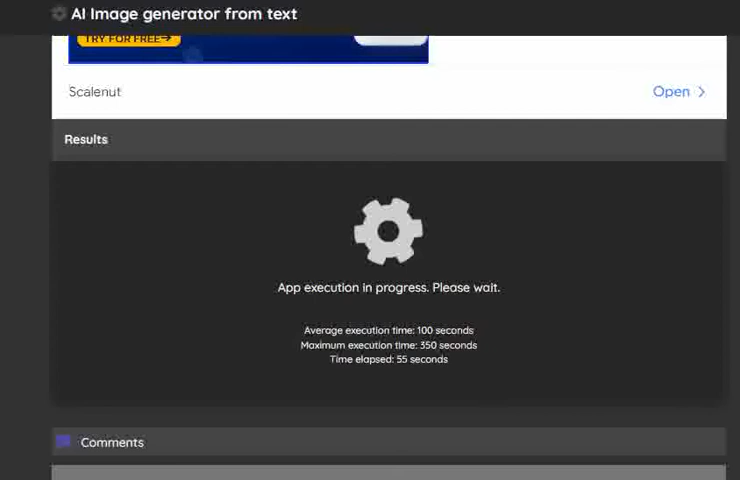 AI Image generator from text
TRY FOR FREE→
Scalenut
Open
Results
App execution in progress. Please wait.
Average execution time: 100 seconds
Maximum execution time: 350 seconds
Time elapsed: 55 seconds
Comments